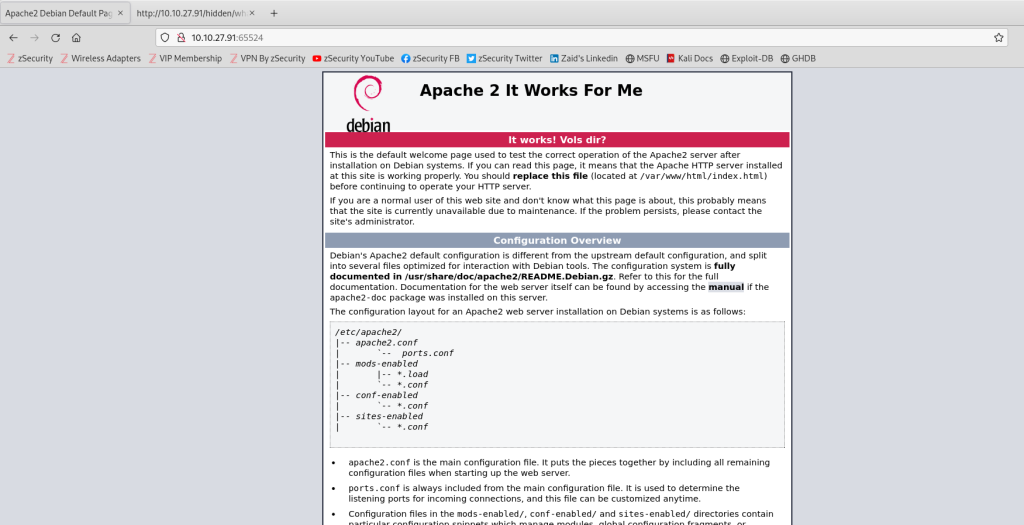 Apache2 Debian Default Pag
http://10.10.27.91/hidden/wh
10.10.27.91:65524
zSecurity
Wireless Adapters
VIP Membership
VPN By zSecurity
zSecurity YouTube
zSecurity FB
zSecurity Twitter
Zaid's Linkedin
MSFU
Kali Docs
Exploit-DB
GHDB
debian
Apache 2 It Works For Me
It works! Vols dir?
This is the default welcome page used to test the correct operation of the Apache2 server after
installation on Debian systems. If you can read this page, it means that the Apache HTTP server installed
at this site is working properly. You should replace this file (located at /var/www/html/index.html)
before continuing to operate your HTTP server.
If you are a normal user of this web site and don't know what this page is about, this probably means
that the site is currently unavailable due to maintenance. If the problem persists, please contact the
site's administrator.
Configuration Overview
Debian's Apache2 default configuration is different from the upstream default configuration, and split
into several files optimized for interaction with Debian tools. The configuration system is fully
documented in /usr/share/doc/apache2/README.Debian.gz. Refer to this for the full
documentation. Documentation for the web server itself can be found by accessing the manual if the
apache2-doc package was installed on this server.
The configuration layout for an Apache2 web server installation on Debian systems is as follows:
/etc/apache2/
|-- apache2.conf
|       `--  ports.conf
|-- mods-enabled
|       |-- *.load
|       `-- *.conf
|-- conf-enabled
|       `-- *.conf
|-- sites-enabled
|       `-- *.conf
• apache2.conf is the main configuration file. It puts the pieces together by including all remaining
configuration files when starting up the web server.
• ports.conf is always included from the main configuration file. It is used to determine the
listening ports for incoming connections, and this file can be customized anytime.
• Configuration files in the mods-enabled/, conf-enabled/ and sites-enabled/ directories contain
particular configuration snippets which manage modules, global configuration fragments, or